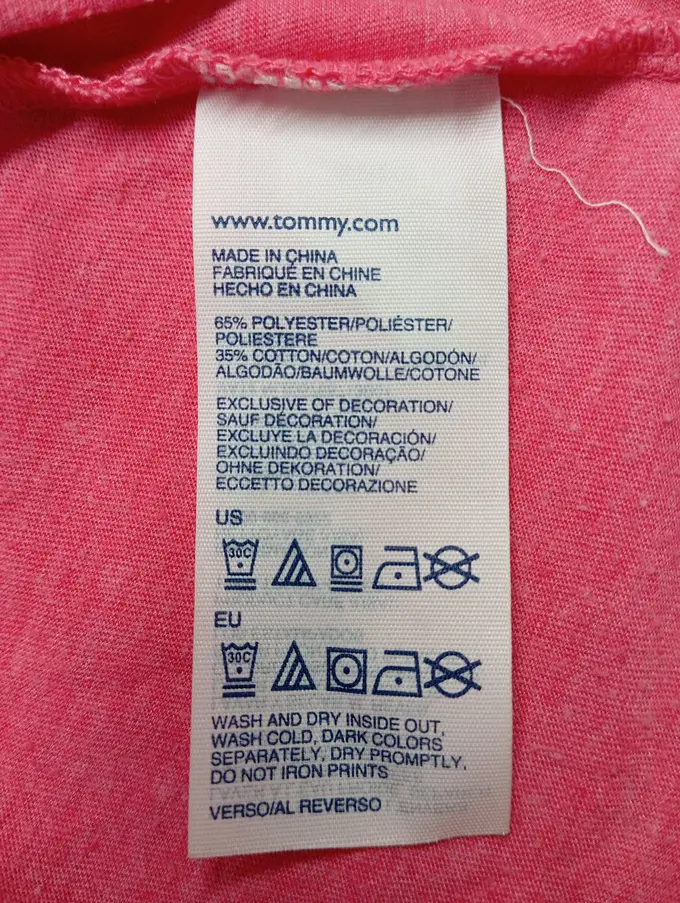 www.tommy.com
MADE IN CHINA
FABRIQUÉ EN CHINE
HECHO EN CHINA
65% POLYESTER/POLIÉSTER/
POLIESTERE
35% COTTON/COTON/ALGODÓN/
ALGODÃO/BAUMWOLLE/COTONE
EXCLUSIVE OF DECORATION/
SAUF DÉCORATION/
EXCLUYE LA DECORACIÓN/
EXCLUINDO DECORAÇÃO/
OHNE DEKORATION/
ECCETTO DECORAZIONE
US
30C
EU
30C
WASH AND DRY INSIDE OUT,
WASH COLD, DARK COLORS
SEPARATELY, DRY PROMPTLY,
DO NOT IRON PRINTS
VERSO/AL REVERSO